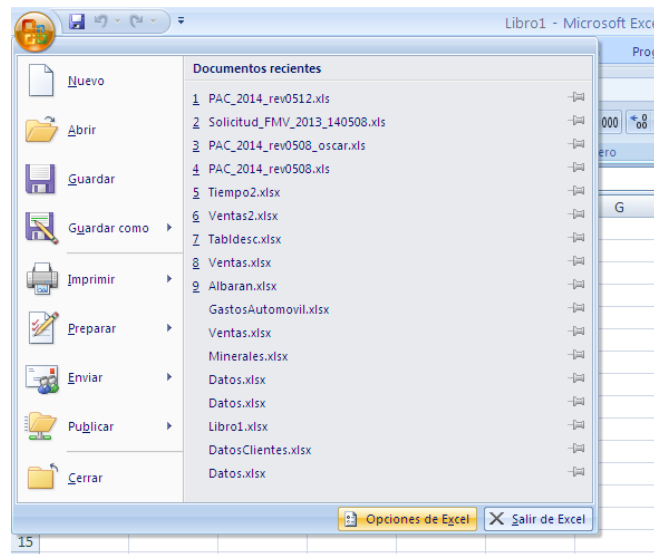 Libro1 - Microsoft Exce
Prog
Nuevo
Abrir
Guardar
Guardar como
Imprimir
Preparar
Enviar
Publicar
Cerrar
Documentos recientes
1 PAC_2014_rev0512.xls
2 Solicitud_FMV_2013_140508.xls
3 PAC_2014_rev0508_oscar.xls
4 PAC_2014_rev0508.xls
5 Tiempo2.xlsx
6 Ventas2.xlsx
7 Tabldesc.xlsx
8 Ventas.xlsx
9 Albaran.xlsx
GastosAutomovil.xlsx
Ventas.xlsx
Minerales.xlsx
Datos.xlsx
Datos.xlsx
Libro1.xlsx
DatosClientes.xlsx
Datos.xlsx
Opciones de Excel
Salir de Excel
000
ero
G
15